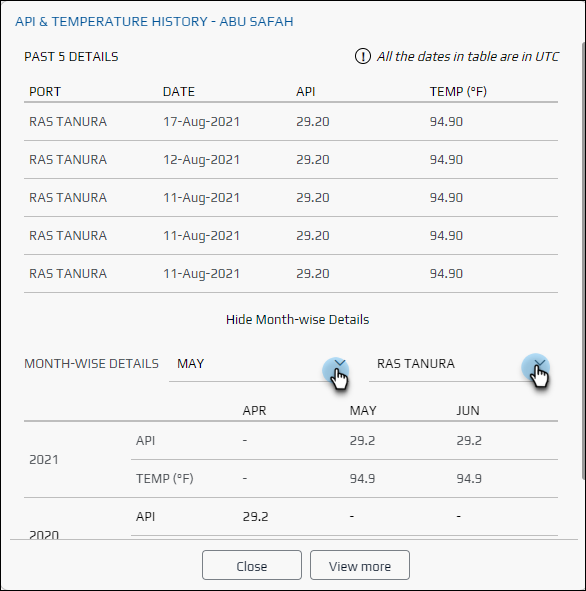 API & TEMPERATURE HISTORY - ABU SAFAH
PAST 5 DETAILS All the dates in table are in UTC
PORT DATE API TEMP (°F)
RAS TANURA 17-Aug-2021 29.20 94.90
RAS TANURA 12-Aug-2021 29.20 94.90
RAS TANURA 11-Aug-2021 29.20 94.90
RAS TANURA 11-Aug-2021 29.20 94.90
RAS TANURA 11-Aug-2021 29.20 94.90
Hide Month-wise Details
MONTH-WISE DETAILS MAY RAS TANURA
APR MAY JUN
API - 29.2 29.2
2021
TEMP (°F) - 94.9 94.9
API 29.2 - -
2020
Close View more